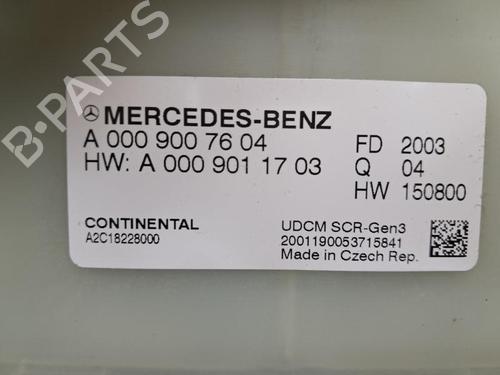 B-PARTS
MERCEDES-BENZ
A 000 900 76 04 FD 2003
HW: A 000 901 17 03 Q 04
HW 150800
CONTINENTAL UDCM SCR-Gen3
A2C18228000 2001190053715841
Made in Czech Rep.